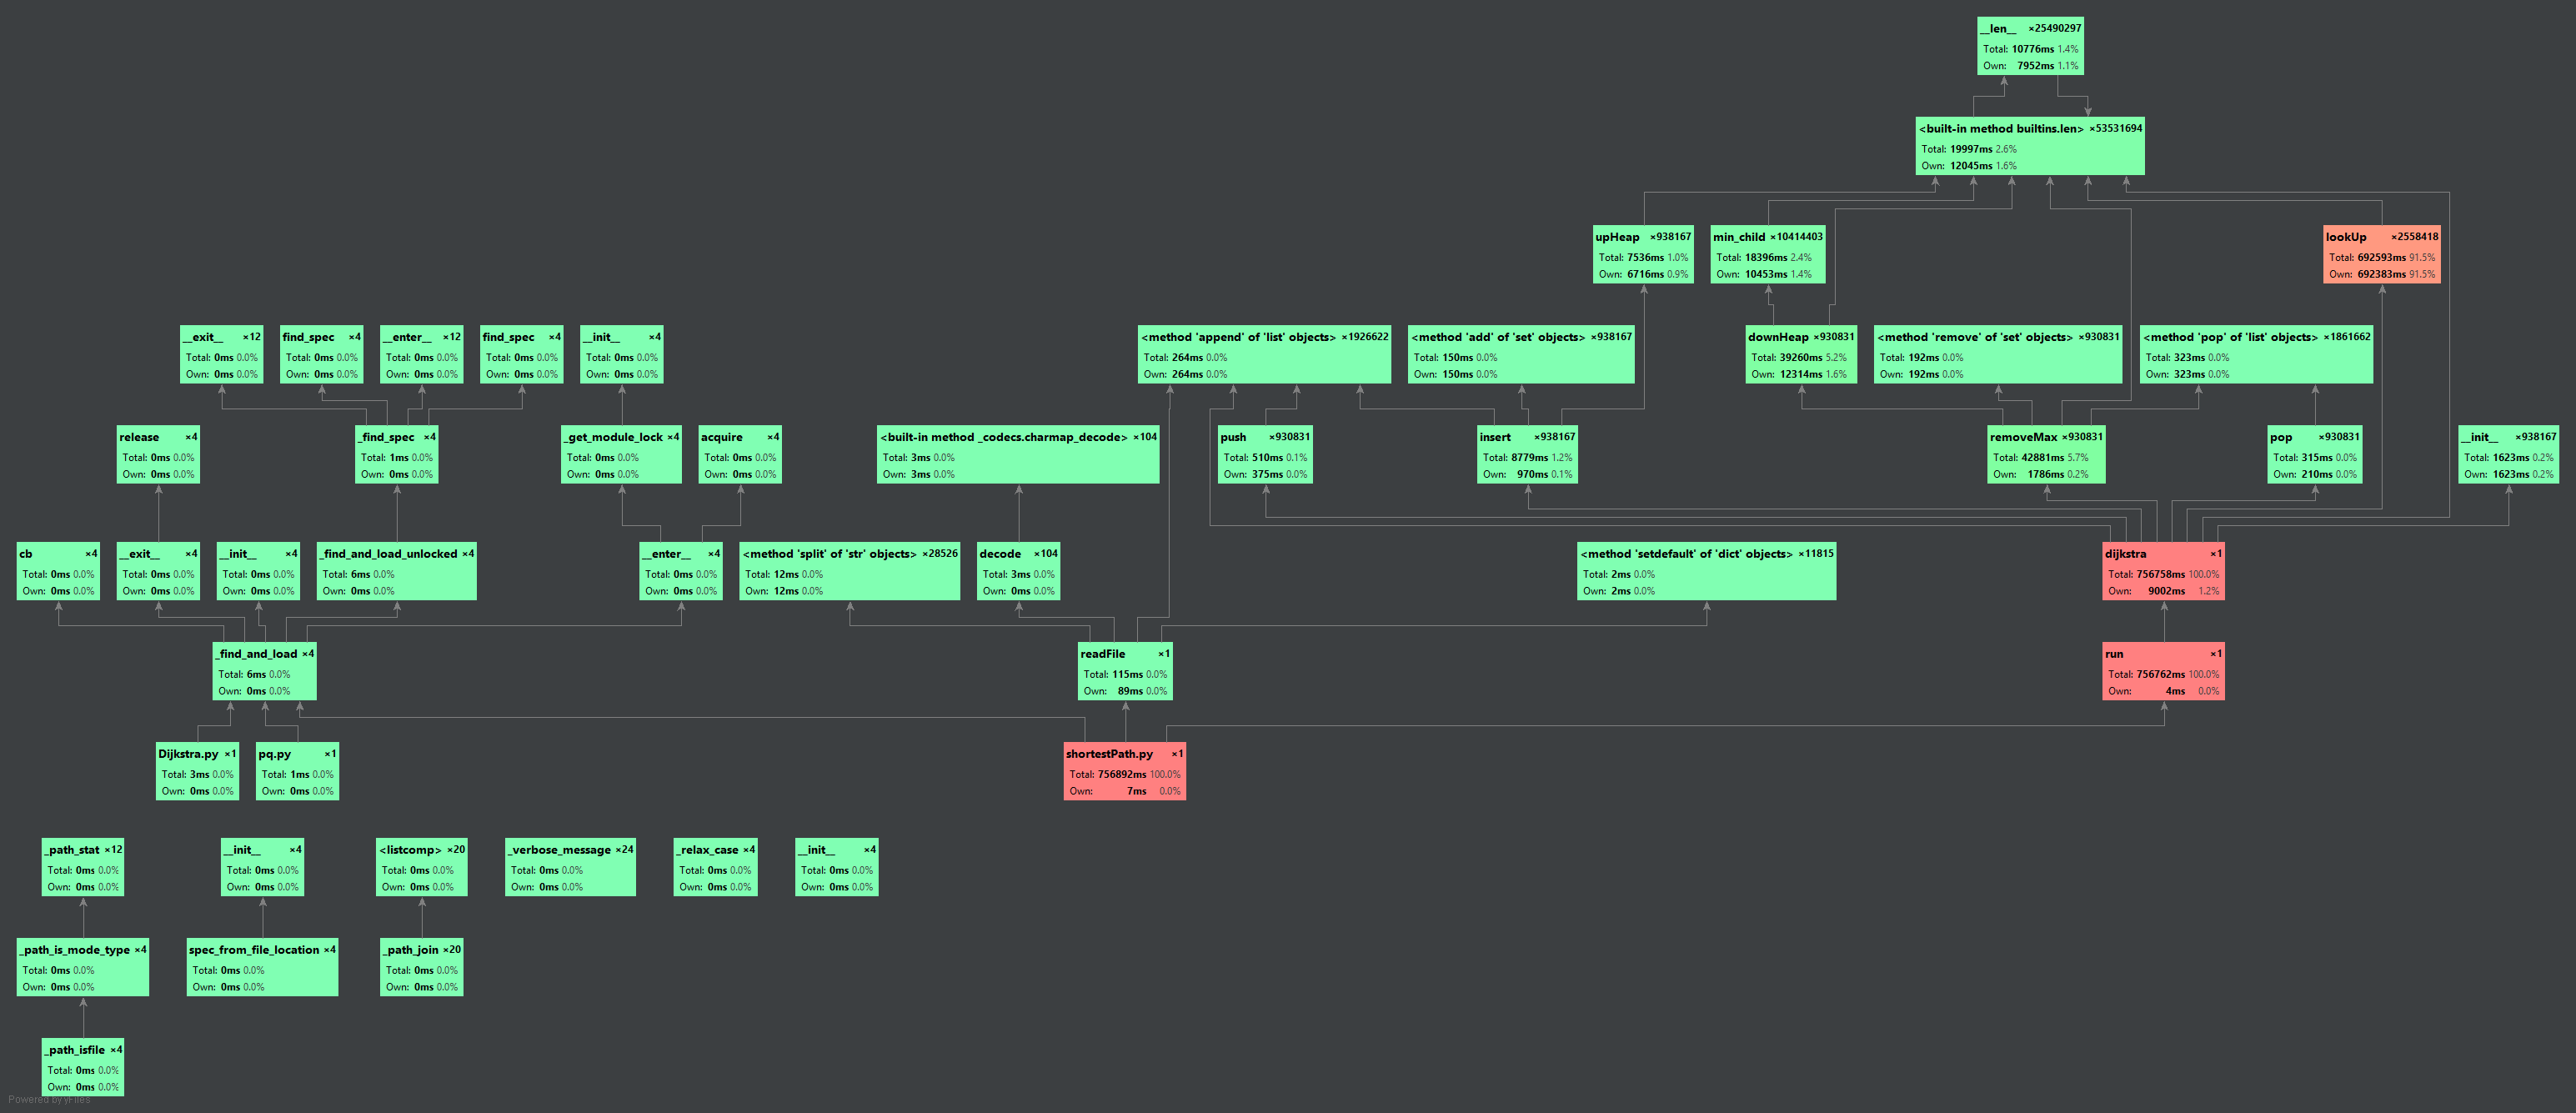 __len__ ×25490297
Total: 10776ms 1.4%
Own: 7952ms 1.1%
<built-in method builtins.len> ×53531694
Total: 19997ms 2.6%
Own: 12045ms 1.6%
upHeap ×938167
Total: 7536ms 1.0%
Own: 6716ms 0.9%
min_child ×10414403
Total: 18396ms 2.4%
Own: 10453ms 1.4%
lookUp ×2558418
Total: 692593ms 91.5%
Own: 692383ms 91.5%
__exit__ ×12
Total: 0ms 0.0%
Own: 0ms 0.0%
find_spec ×4
Total: 0ms 0.0%
Own: 0ms 0.0%
__enter__ ×12
Total: 0ms 0.0%
Own: 0ms 0.0%
find_spec ×4
Total: 0ms 0.0%
Own: 0ms 0.0%
__init__ ×4
Total: 0ms 0.0%
Own: 0ms 0.0%
<method 'append' of 'list' objects> ×1926622
Total: 264ms 0.0%
Own: 264ms 0.0%
<method 'add' of 'set' objects> ×938167
Total: 150ms 0.0%
Own: 150ms 0.0%
downHeap ×930831
Total: 39260ms 5.2%
Own: 12314ms 1.6%
<method 'remove' of 'set' objects> ×930831
Total: 192ms 0.0%
Own: 192ms 0.0%
<method 'pop' of 'list' objects> ×1861662
Total: 323ms 0.0%
Own: 323ms 0.0%
release ×4
Total: 0ms 0.0%
Own: 0ms 0.0%
_find_spec ×4
Total: 1ms 0.0%
Own: 0ms 0.0%
_get_module_lock ×4
Total: 0ms 0.0%
Own: 0ms 0.0%
acquire ×4
Total: 0ms 0.0%
Own: 0ms 0.0%
<built-in method _codecs.charmap_decode> ×104
Total: 3ms 0.0%
Own: 3ms 0.0%
push ×930831
Total: 510ms 0.1%
Own: 375ms 0.0%
insert ×938167
Total: 8779ms 1.2%
Own: 970ms 0.1%
removeMax ×930831
Total: 42881ms 5.7%
Own: 1786ms 0.2%
pop ×930831
Total: 315ms 0.0%
Own: 210ms 0.0%
__init__ ×938167
Total: 1623ms 0.2%
Own: 1623ms 0.2%
cb ×4
Total: 0ms 0.0%
Own: 0ms 0.0%
__exit__ ×4
Total: 0ms 0.0%
Own: 0ms 0.0%
__init__ ×4
Total: 0ms 0.0%
Own: 0ms 0.0%
_find_and_load_unlocked ×4
Total: 6ms 0.0%
Own: 0ms 0.0%
__enter__ ×4
Total: 0ms 0.0%
Own: 0ms 0.0%
<method 'split' of 'str' objects> ×28526
Total: 12ms 0.0%
Own: 12ms 0.0%
decode ×104
Total: 3ms 0.0%
Own: 0ms 0.0%
<method 'setdefault' of 'dict' objects> ×11815
Total: 2ms 0.0%
Own: 2ms 0.0%
dijkstra ×1
Total: 756758ms 100.0%
Own: 9002ms 1.2%
_find_and_load ×4
Total: 6ms 0.0%
Own: 0ms 0.0%
readFile ×1
Total: 115ms 0.0%
Own: 89ms 0.0%
run ×1
Total: 756762ms 100.0%
Own: 4ms 0.0%
Dijkstra.py ×1
Total: 3ms 0.0%
Own: 0ms 0.0%
pq.py ×1
Total: 1ms 0.0%
Own: 0ms 0.0%
shortestPath.py ×1
Total: 756892ms 100.0%
Own: 7ms 0.0%
_path_stat ×12
Total: 0ms 0.0%
Own: 0ms 0.0%
__init__ ×4
Total: 0ms 0.0%
Own: 0ms 0.0%
<listcomp> ×20
Total: 0ms 0.0%
Own: 0ms 0.0%
_verbose_message ×24
Total: 0ms 0.0%
Own: 0ms 0.0%
_relax_case ×4
Total: 0ms 0.0%
Own: 0ms 0.0%
__init__ ×4
Total: 0ms 0.0%
Own: 0ms 0.0%
_path_is_mode_type ×4
Total: 0ms 0.0%
Own: 0ms 0.0%
spec_from_file_location ×4
Total: 0ms 0.0%
Own: 0ms 0.0%
_path_join ×20
Total: 0ms 0.0%
Own: 0ms 0.0%
_path_isfile ×4
Total: 0ms 0.0%
Own: 0ms 0.0%
Powered by yFiles